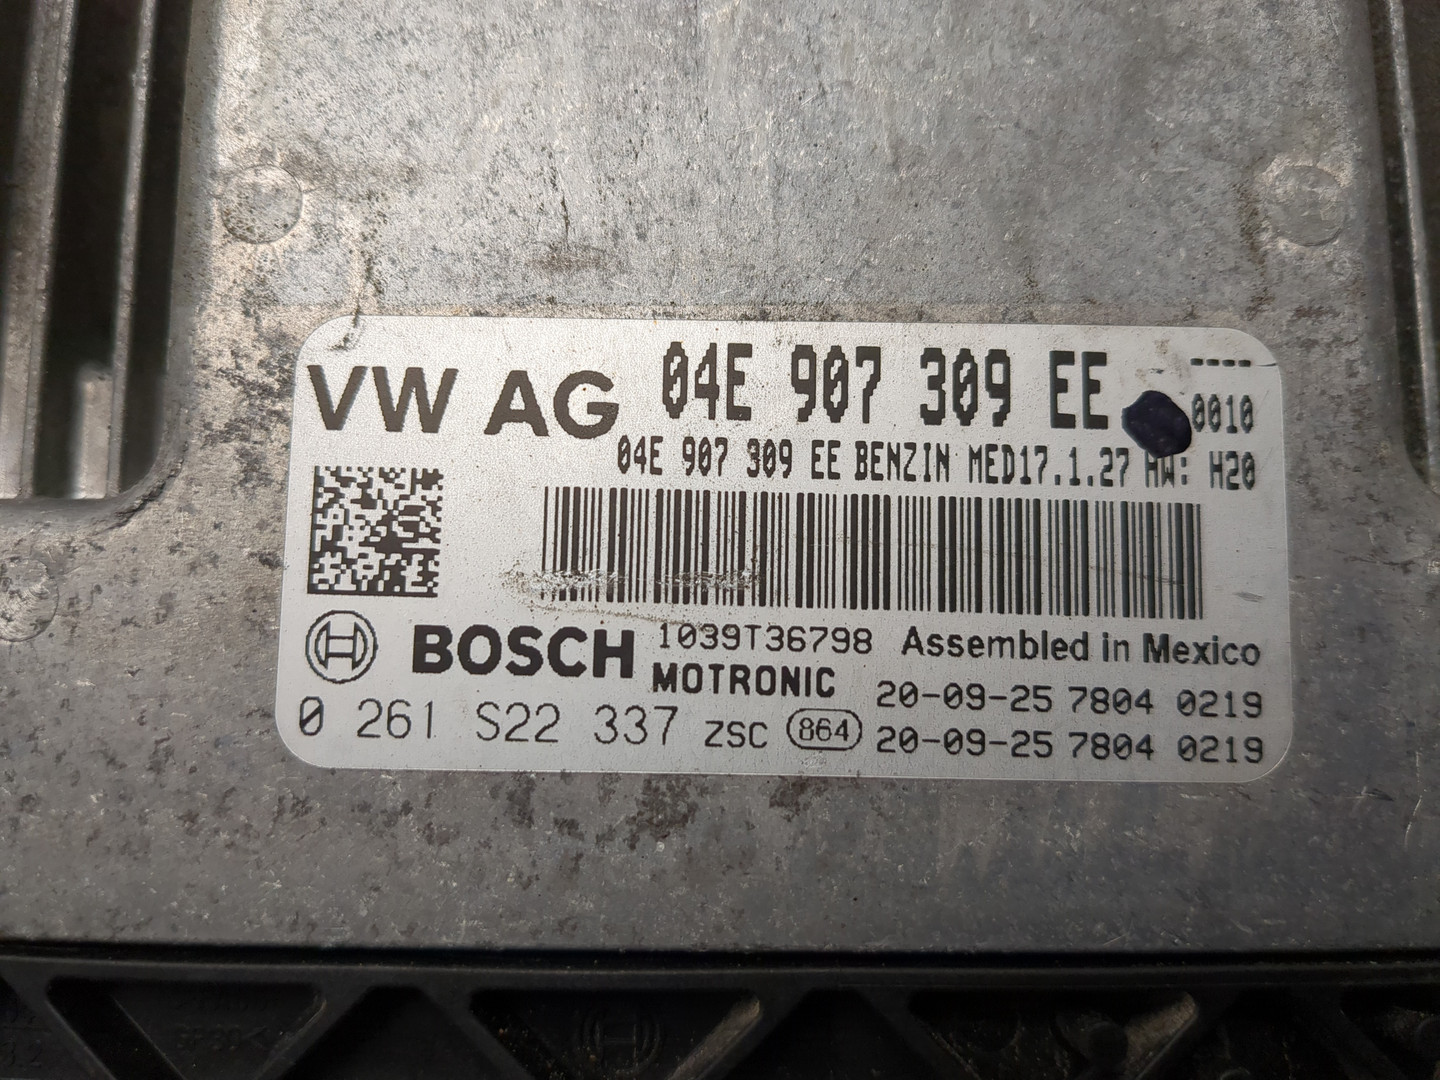 VW AG 04E 907 309 EE ----
0010
04E 907 309 EE BENZIN MED17.1.27 HW: H20
BOSCH 1039T36798 Assembled in Mexico
MOTRONIC 20-09-25 7804 0219
0 261 S22 337 ZSC 864 20-09-25 7804 0219